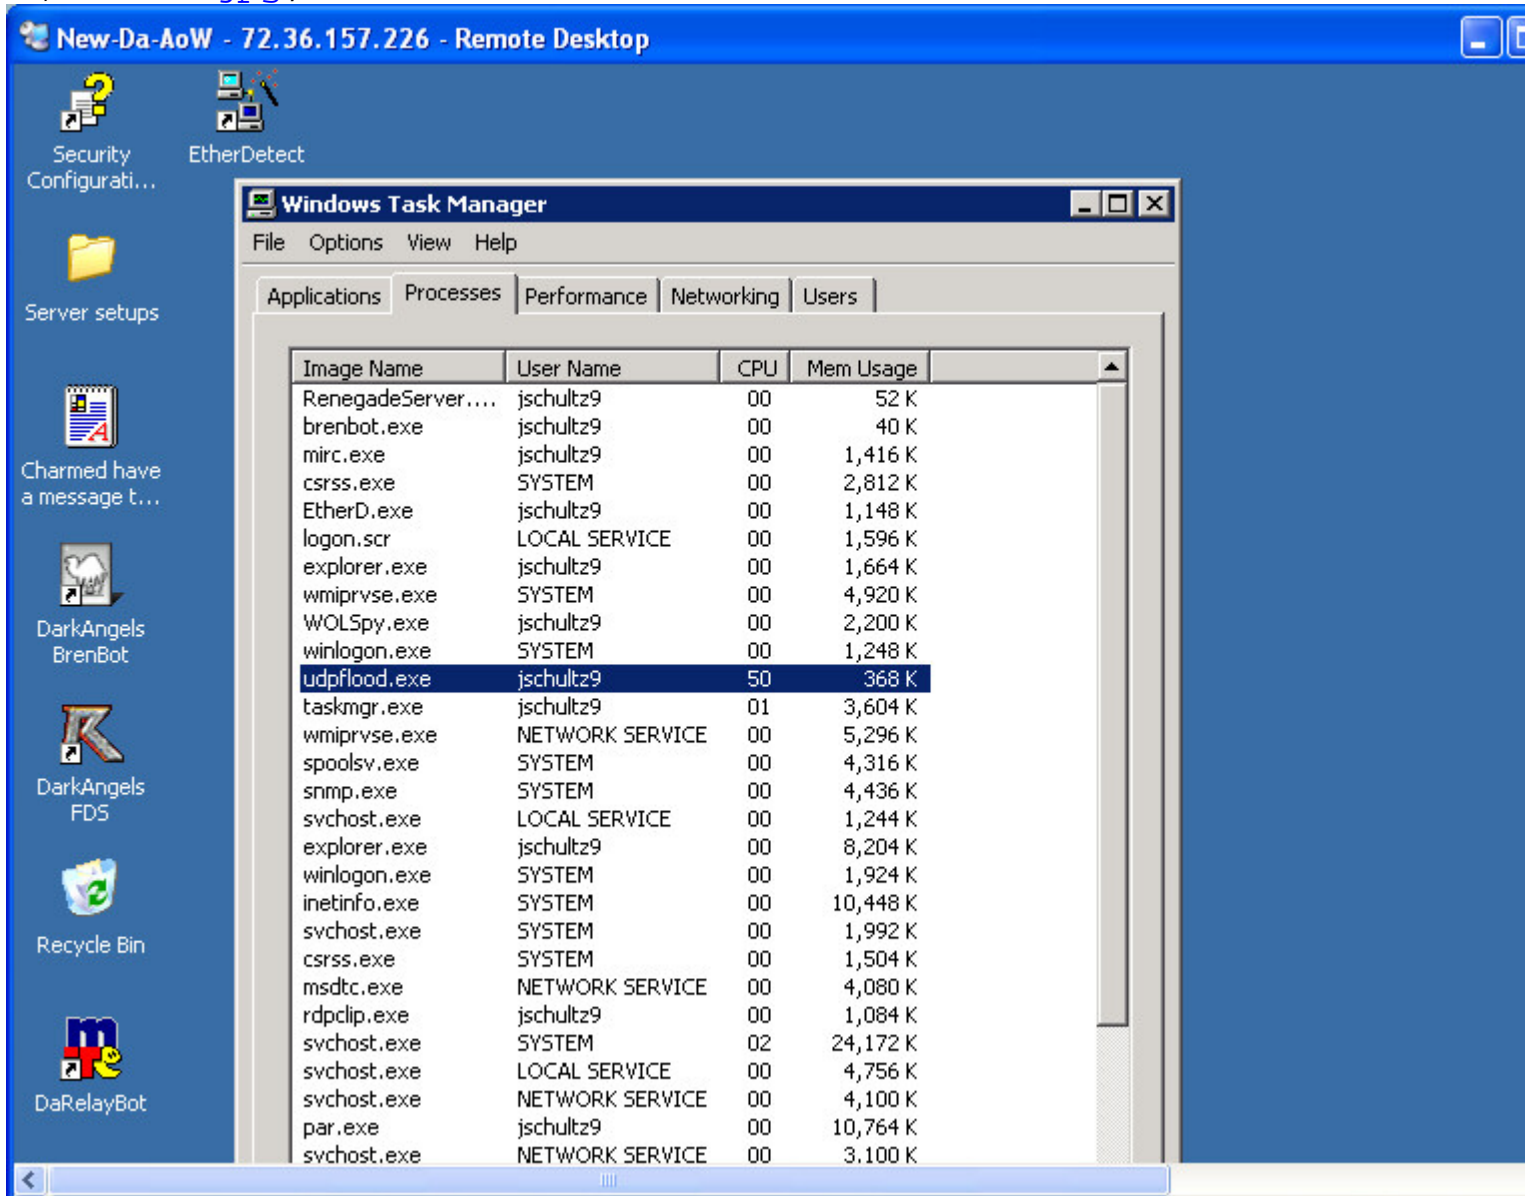 New-Da-AoW - 72.36.157.226 - Remote Desktop
Security
Configurati...
EtherDetect
Server setups
Charmed have
a message t...
DarkAngels
BrenBot
DarkAngels
FDS
Recycle Bin
DaRelayBot
Windows Task Manager
File Options View Help
Applications Processes Performance Networking Users
Image Name User Name CPU Mem Usage
RenegadeServer.... jschultz9 00 52 K
brenbot.exe jschultz9 00 40 K
mirc.exe jschultz9 00 1,416 K
csrss.exe SYSTEM 00 2,812 K
EtherD.exe jschultz9 00 1,148 K
logon.scr LOCAL SERVICE 00 1,596 K
explorer.exe jschultz9 00 1,664 K
wmiprvse.exe SYSTEM 00 4,920 K
WOLSpy.exe jschultz9 00 2,200 K
winlogon.exe SYSTEM 00 1,248 K
udpflood.exe jschultz9 50 368 K
taskmgr.exe jschultz9 01 3,604 K
wmiprvse.exe NETWORK SERVICE 00 5,296 K
spoolsv.exe SYSTEM 00 4,316 K
snmp.exe SYSTEM 00 4,436 K
svchost.exe LOCAL SERVICE 00 1,244 K
explorer.exe jschultz9 00 8,204 K
winlogon.exe SYSTEM 00 1,924 K
inetinfo.exe SYSTEM 00 10,448 K
svchost.exe SYSTEM 00 1,992 K
csrss.exe SYSTEM 00 1,504 K
msdtc.exe NETWORK SERVICE 00 4,080 K
rdpclip.exe jschultz9 00 1,084 K
svchost.exe SYSTEM 02 24,172 K
svchost.exe LOCAL SERVICE 00 4,756 K
svchost.exe NETWORK SERVICE 00 4,100 K
par.exe jschultz9 00 10,764 K
svchost.exe NETWORK SERVICE 00 3,100 K